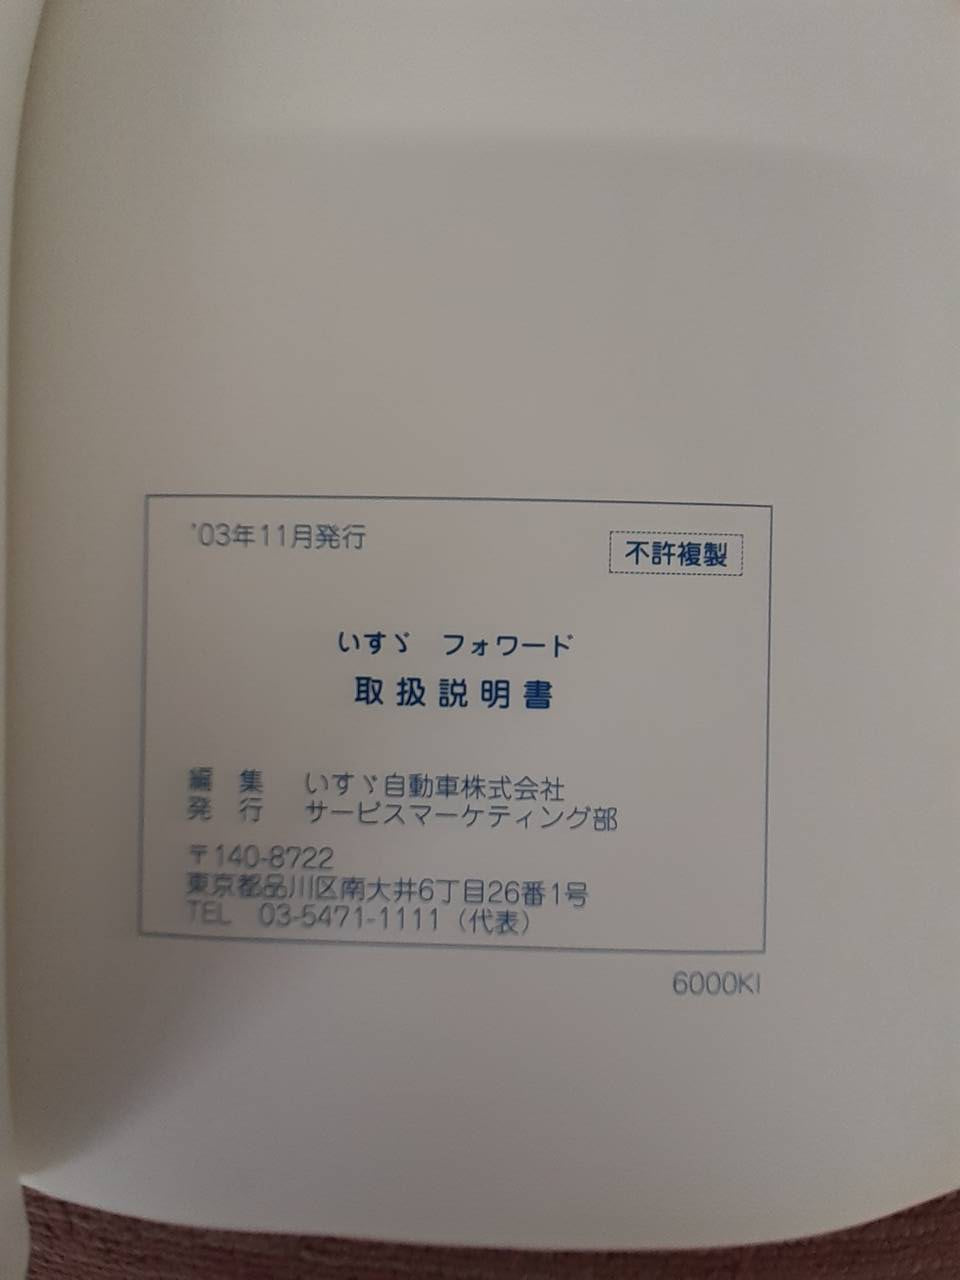 '03年11月発行
不許複製
いすゞ フォワード
取扱説明書
編 集 いすゞ自動車株式会社
発 行 サービスマーケティング部
〒140-8722
東京都品川区南大井6丁目26番1号
TEL 03-5471-1111（代表）
6000KI